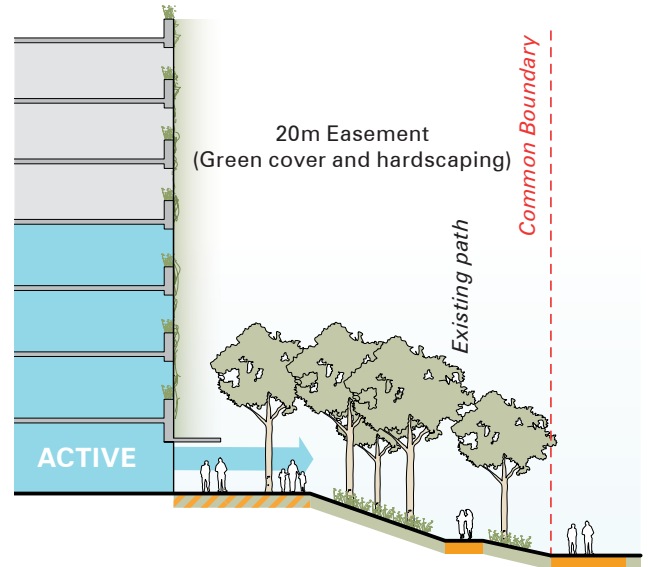 20m Easement
(Green cover and hardscaping)
Common Boundary
Existing path
ACTIVE